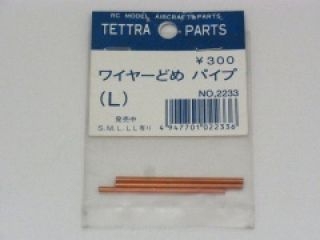 RC MODEL AIRCRAFT PARTS
TETTRA PARTS
¥300
ワイヤーどめ パイプ
(L)
NO,2233
発売中
S.M.L.LL有り
4 947701 022336